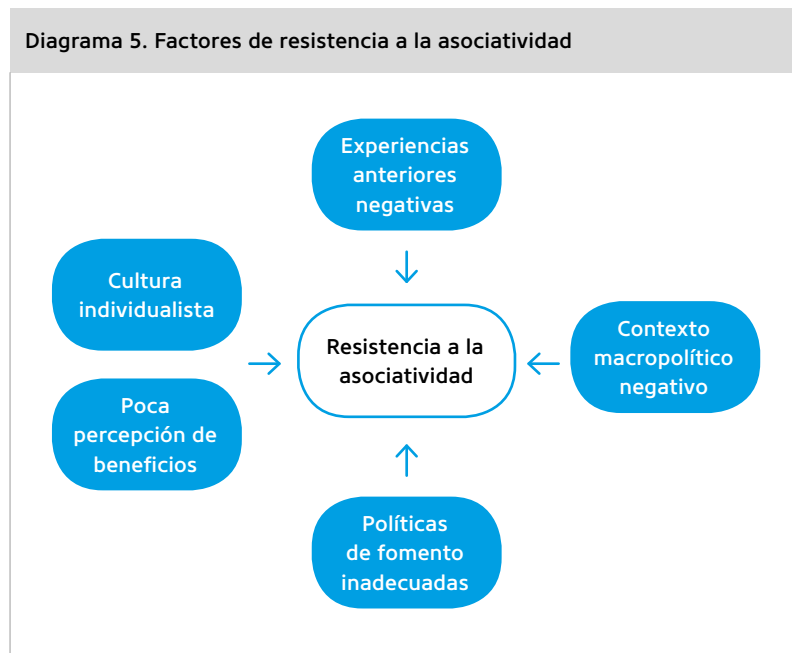 Diagrama 5. Factores de resistencia a la asociatividad
Experiencias
anteriores
negativas
Cultura
individualista
Poca
percepción de
beneficios
Resistencia a la
asociatividad
Contexto
macropolítico
negativo
Políticas
de fomento
inadecuadas